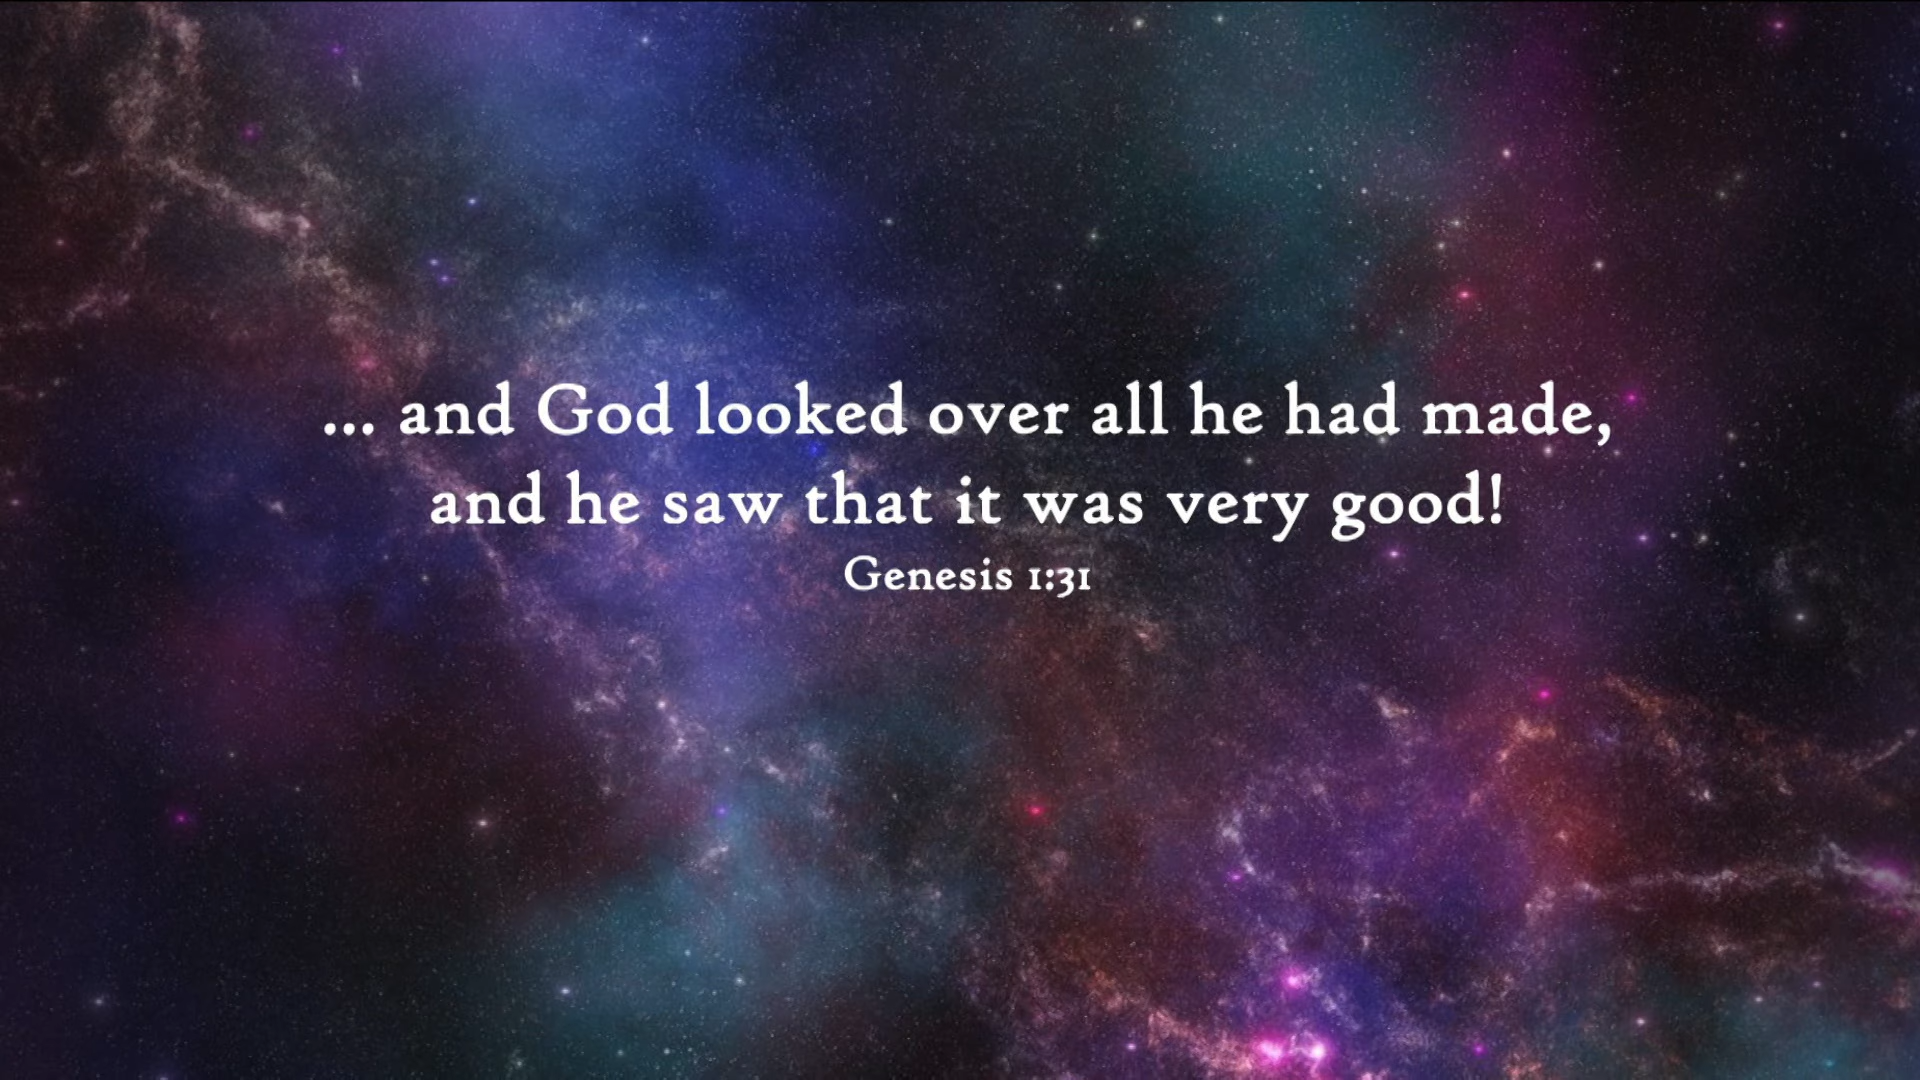 ... and God looked over all he had made,
and he saw that it was very good!
Genesis 1:31